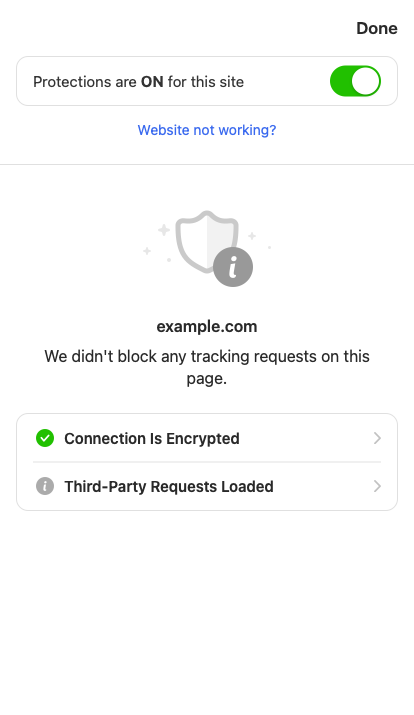 Done
Protections are ON for this site
Website not working?
example.com
We didn't block any tracking requests on this
page.
Connection Is Encrypted
Third-Party Requests Loaded